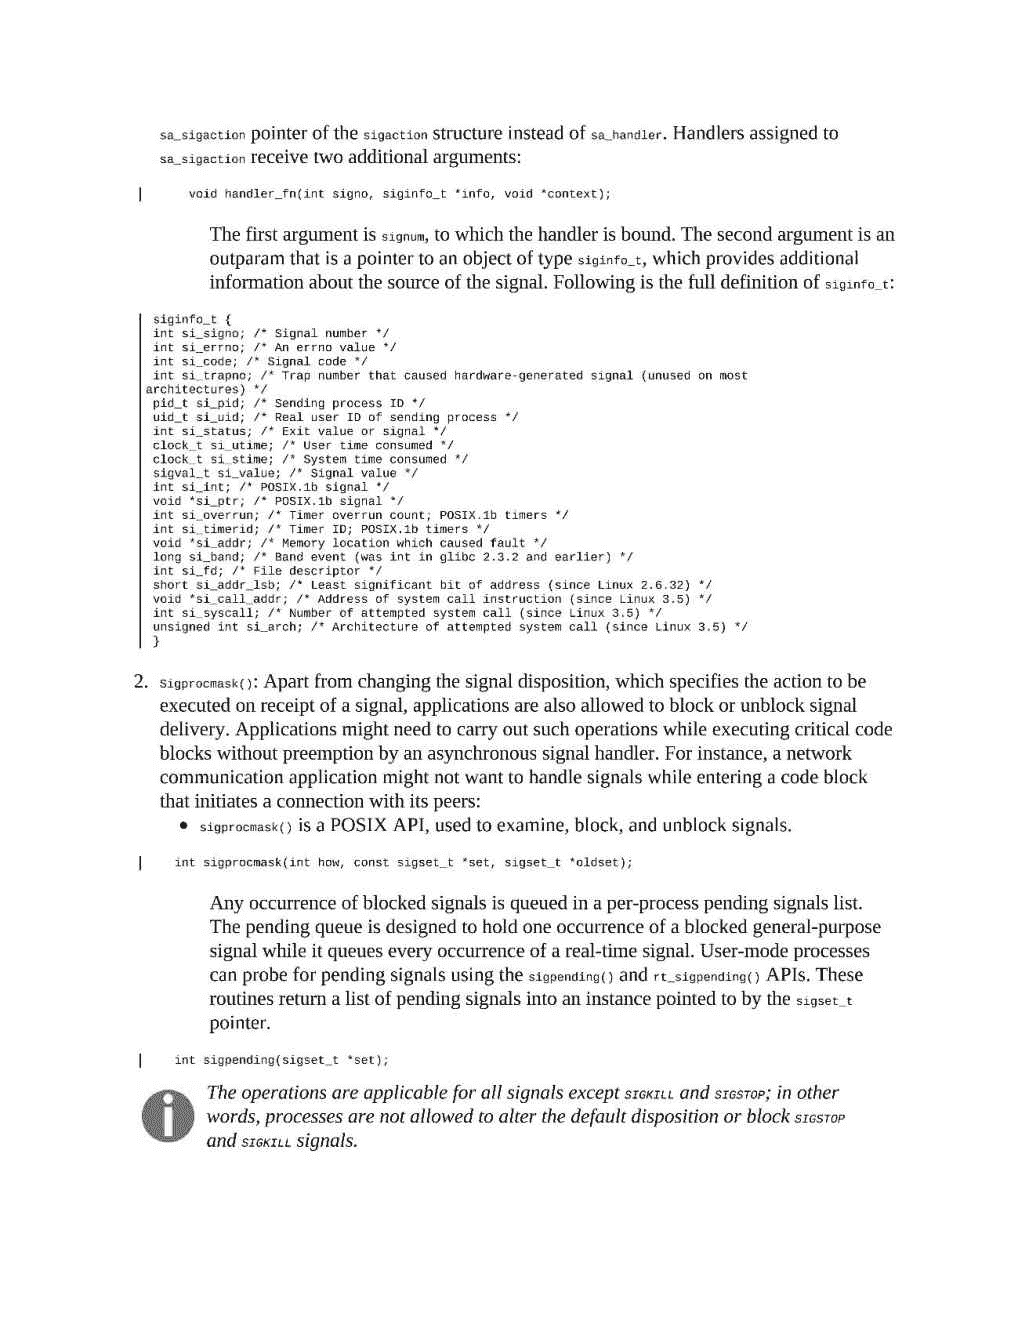 sa_sigaction pointer of the sigaction structure instead of sa_handler. Handlers assigned to
sa_sigaction receive two additional arguments:
void handler_fn(int signo, siginfo_t *info, void *context);
The first argument is signum, to which the handler is bound. The second argument is an
outparam that is a pointer to an object of type siginfo_t, which provides additional
information about the source of the signal. Following is the full definition of siginfo_t:
siginfo_t {
int si_signo; /* Signal number */
int si_errno; /* An errno value */
int si_code; /* Signal code */
int si_trapno; /* Trap number that caused hardware-generated signal (unused on most
architectures) */
pid_t si_pid; /* Sending process ID */
uid_t si_uid; /* Real user ID of sending process */
int si_status; /* Exit value or signal */
clock_t si_utime; /* User time consumed */
clock_t si_stime; /* System time consumed */
sigval_t si_value; /* Signal value */
int si_int; /* POSIX.1b signal */
void *si_ptr; /* POSIX.1b signal */
int si_overrun; /* Timer overrun count; POSIX.1b timers */
int si_timerid; /* Timer ID; POSIX.1b timers */
void *si_addr; /* Memory location which caused fault */
long si_band; /* Band event (was int in glibc 2.3.2 and earlier) */
int si_fd; /* File descriptor */
short si_addr_lsb; /* Least significant bit of address (since Linux 2.6.32) */
void *si_call_addr; /* Address of system call instruction (since Linux 3.5) */
int si_syscall; /* Number of attempted system call (since Linux 3.5) */
unsigned int si_arch; /* Architecture of attempted system call (since Linux 3.5) */
}
2. Sigprocmask(): Apart from changing the signal disposition, which specifies the action to be
executed on receipt of a signal, applications are also allowed to block or unblock signal
delivery. Applications might need to carry out such operations while executing critical code
blocks without preemption by an asynchronous signal handler. For instance, a network
communication application might not want to handle signals while entering a code block
that initiates a connection with its peers:
• sigprocmask() is a POSIX API, used to examine, block, and unblock signals.
int sigprocmask(int how, const sigset_t *set, sigset_t *oldset);
Any occurrence of blocked signals is queued in a per-process pending signals list.
The pending queue is designed to hold one occurrence of a blocked general-purpose
signal while it queues every occurrence of a real-time signal. User-mode processes
can probe for pending signals using the sigpending() and rt_sigpending() APIs. These
routines return a list of pending signals into an instance pointed to by the sigset_t
pointer.
int sigpending(sigset_t *set);
The operations are applicable for all signals except SIGKILL and SIGSTOP; in other
words, processes are not allowed to alter the default disposition or block SIGSTOP
and SIGKILL signals.